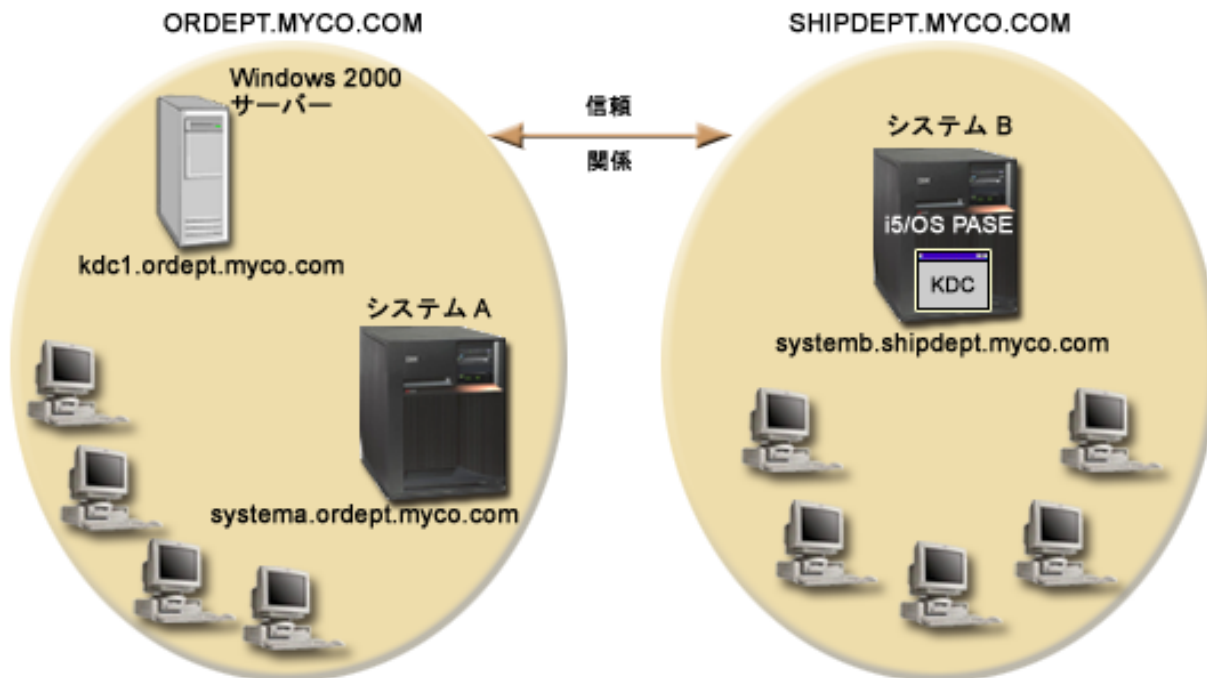 ORDEPT.MYCO.COM
SHIPDEPT.MYCO.COM
Windows 2000
サーバー
kdc1.ordept.myco.com
システム A
systema.ordept.myco.com
信頼
関係
システム B
i5/OS PASE
KDC
systemb.shipdept.myco.com